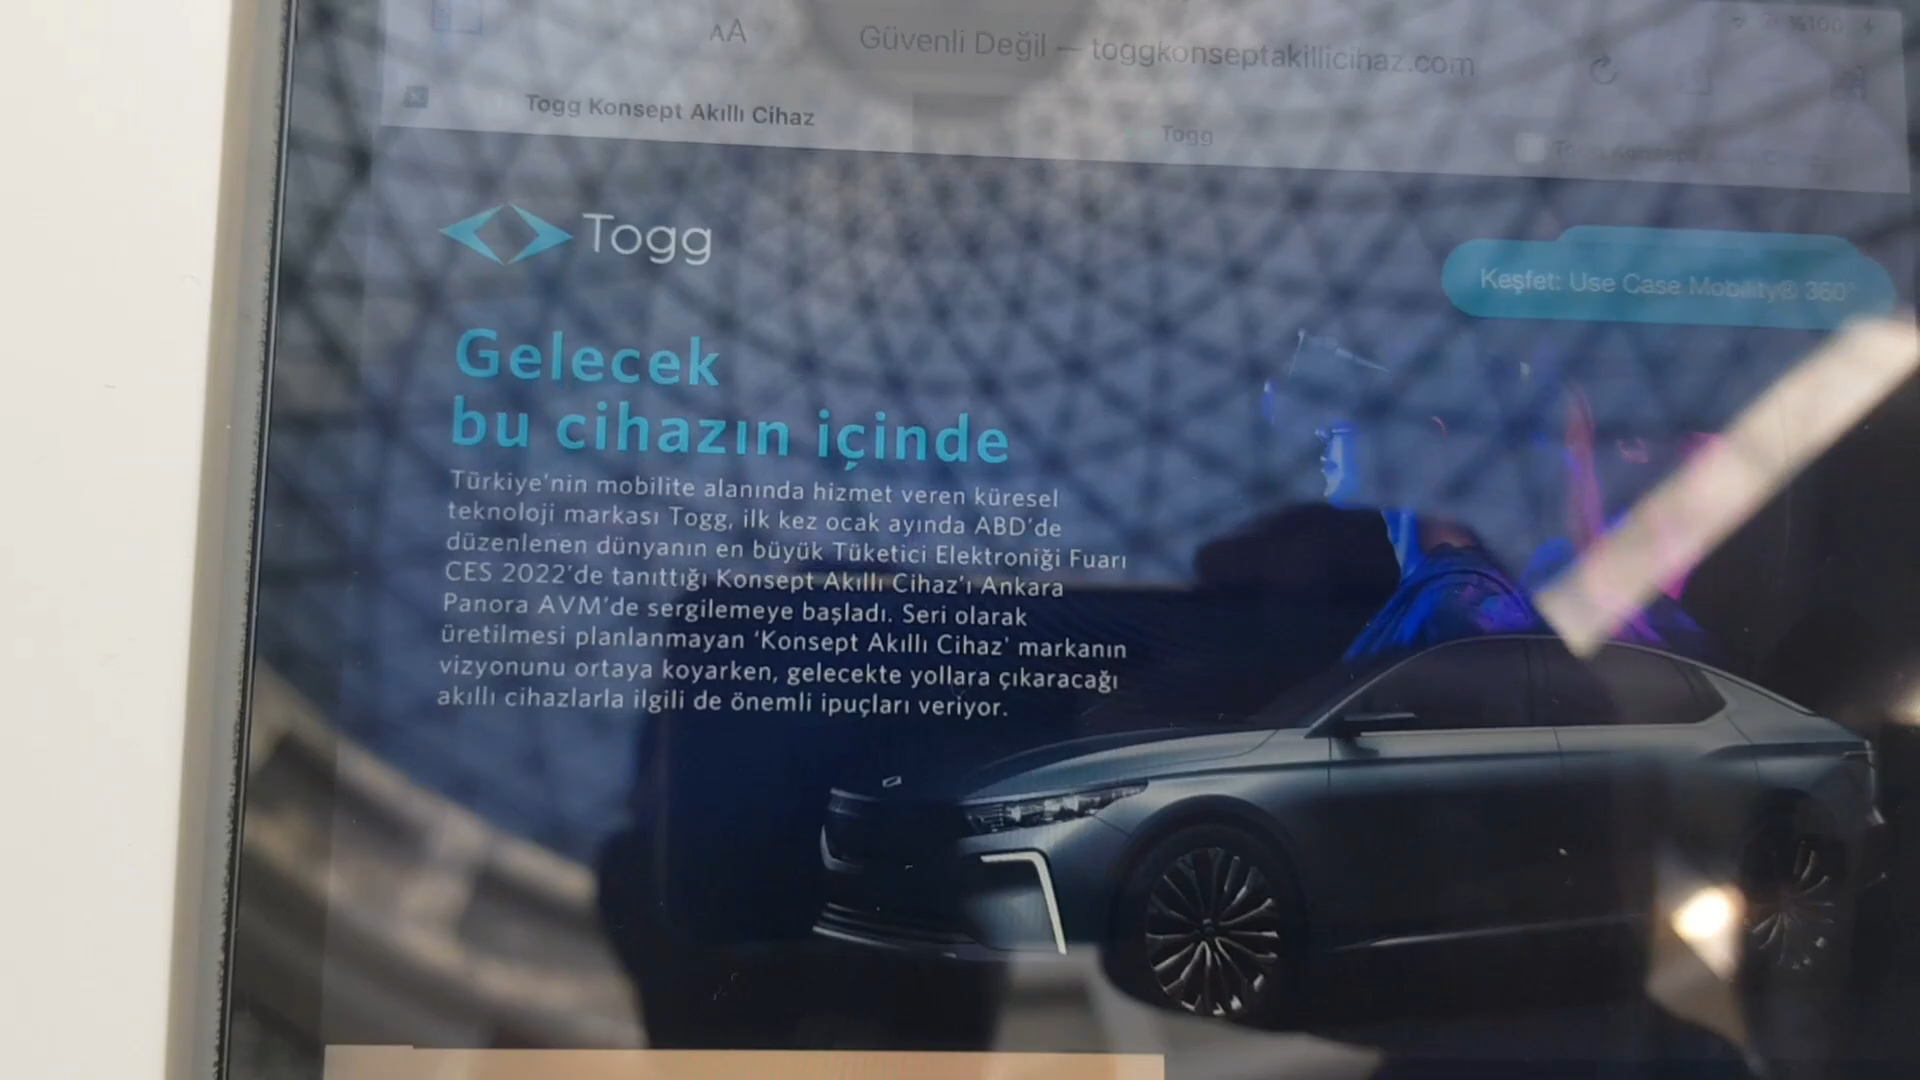 %100
AA
Güvenli Değil — toggkonseptakillicihaz.com
Togg Konsept Akıllı Cihaz
Togg
Togg
Keşfet: Use Case Mobility® 360°
Gelecek
bu cihazın içinde
Türkiye'nin mobilite alanında hizmet veren küresel
teknoloji markası Togg, ilk kez ocak ayında ABD'de
düzenlenen dünyanın en büyük Tüketici Elektroniği Fuarı
CES 2022'de tanıttığı Konsept Akıllı Cihaz'ı Ankara
Panora AVM'de sergilemeye başladı. Seri olarak
üretilmesi planlanmayan 'Konsept Akıllı Cihaz' markanın
vizyonunu ortaya koyarken, gelecekte yollara çıkaracağı
akıllı cihazlarla ilgili de önemli ipuçları veriyor.